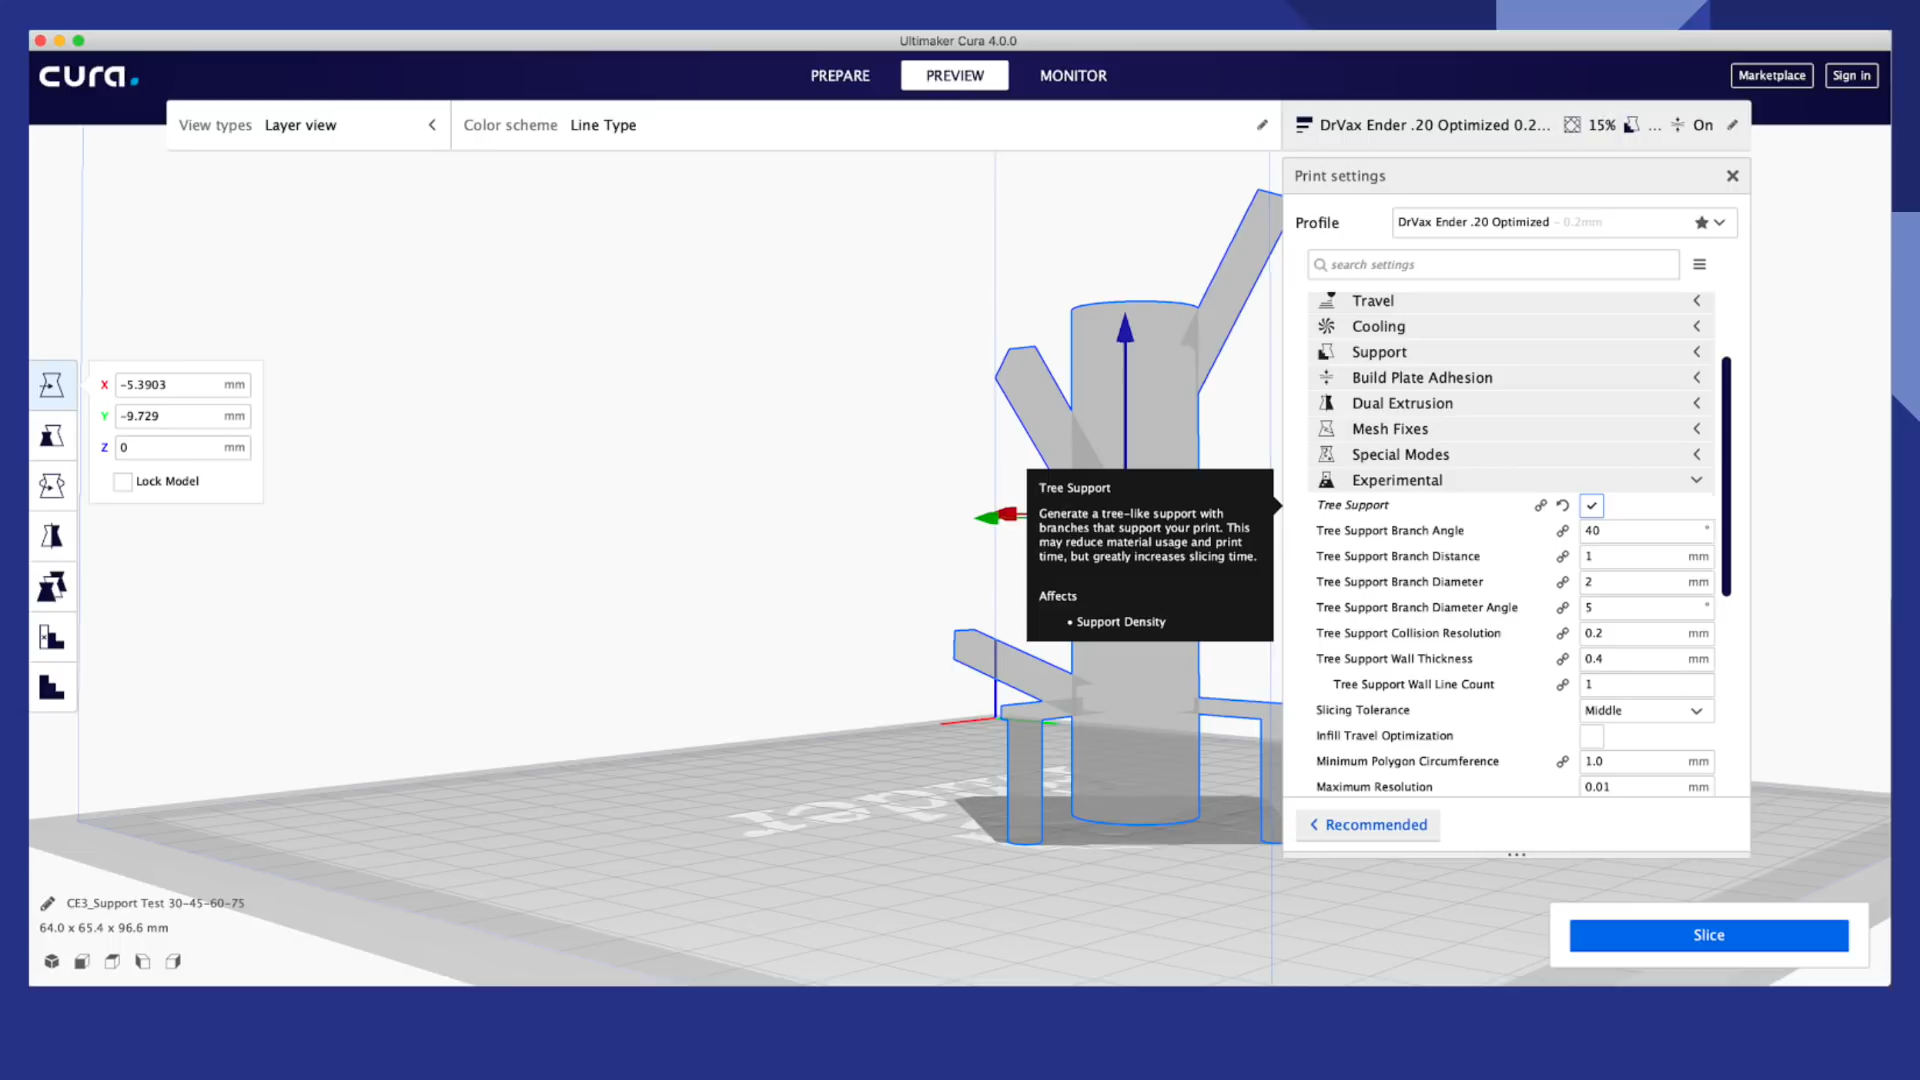 Ultimaker Cura 4.0.0
cura.
PREPARE
PREVIEW
MONITOR
Marketplace
Sign in
View types Layer view
Color scheme Line Type
DrVax Ender .20 Optimized 0.2... 15% ... On
Print settings
Profile
DrVax Ender .20 Optimized - 0.2mm
search settings
Travel
Cooling
Support
Build Plate Adhesion
Dual Extrusion
Mesh Fixes
Special Modes
Experimental
Tree Support
Tree Support Branch Angle 40 °
Tree Support Branch Distance 1 mm
Tree Support Branch Diameter 2 mm
Tree Support Branch Diameter Angle 5 °
Tree Support Collision Resolution 0.2 mm
Tree Support Wall Thickness 0.4 mm
Tree Support Wall Line Count 1
Slicing Tolerance Middle
Infill Travel Optimization
Minimum Polygon Circumference 1.0 mm
Maximum Resolution 0.01 mm
Recommended
X -5.3903 mm
Y -9.729 mm
Z 0 mm
Lock Model
Tree Support
Generate a tree-like support with
branches that support your print. This
may reduce material usage and print
time, but greatly increases slicing time.
Affects
• Support Density
CE3_Support Test 30-45-60-75
64.0 x 65.4 x 96.6 mm
Slice